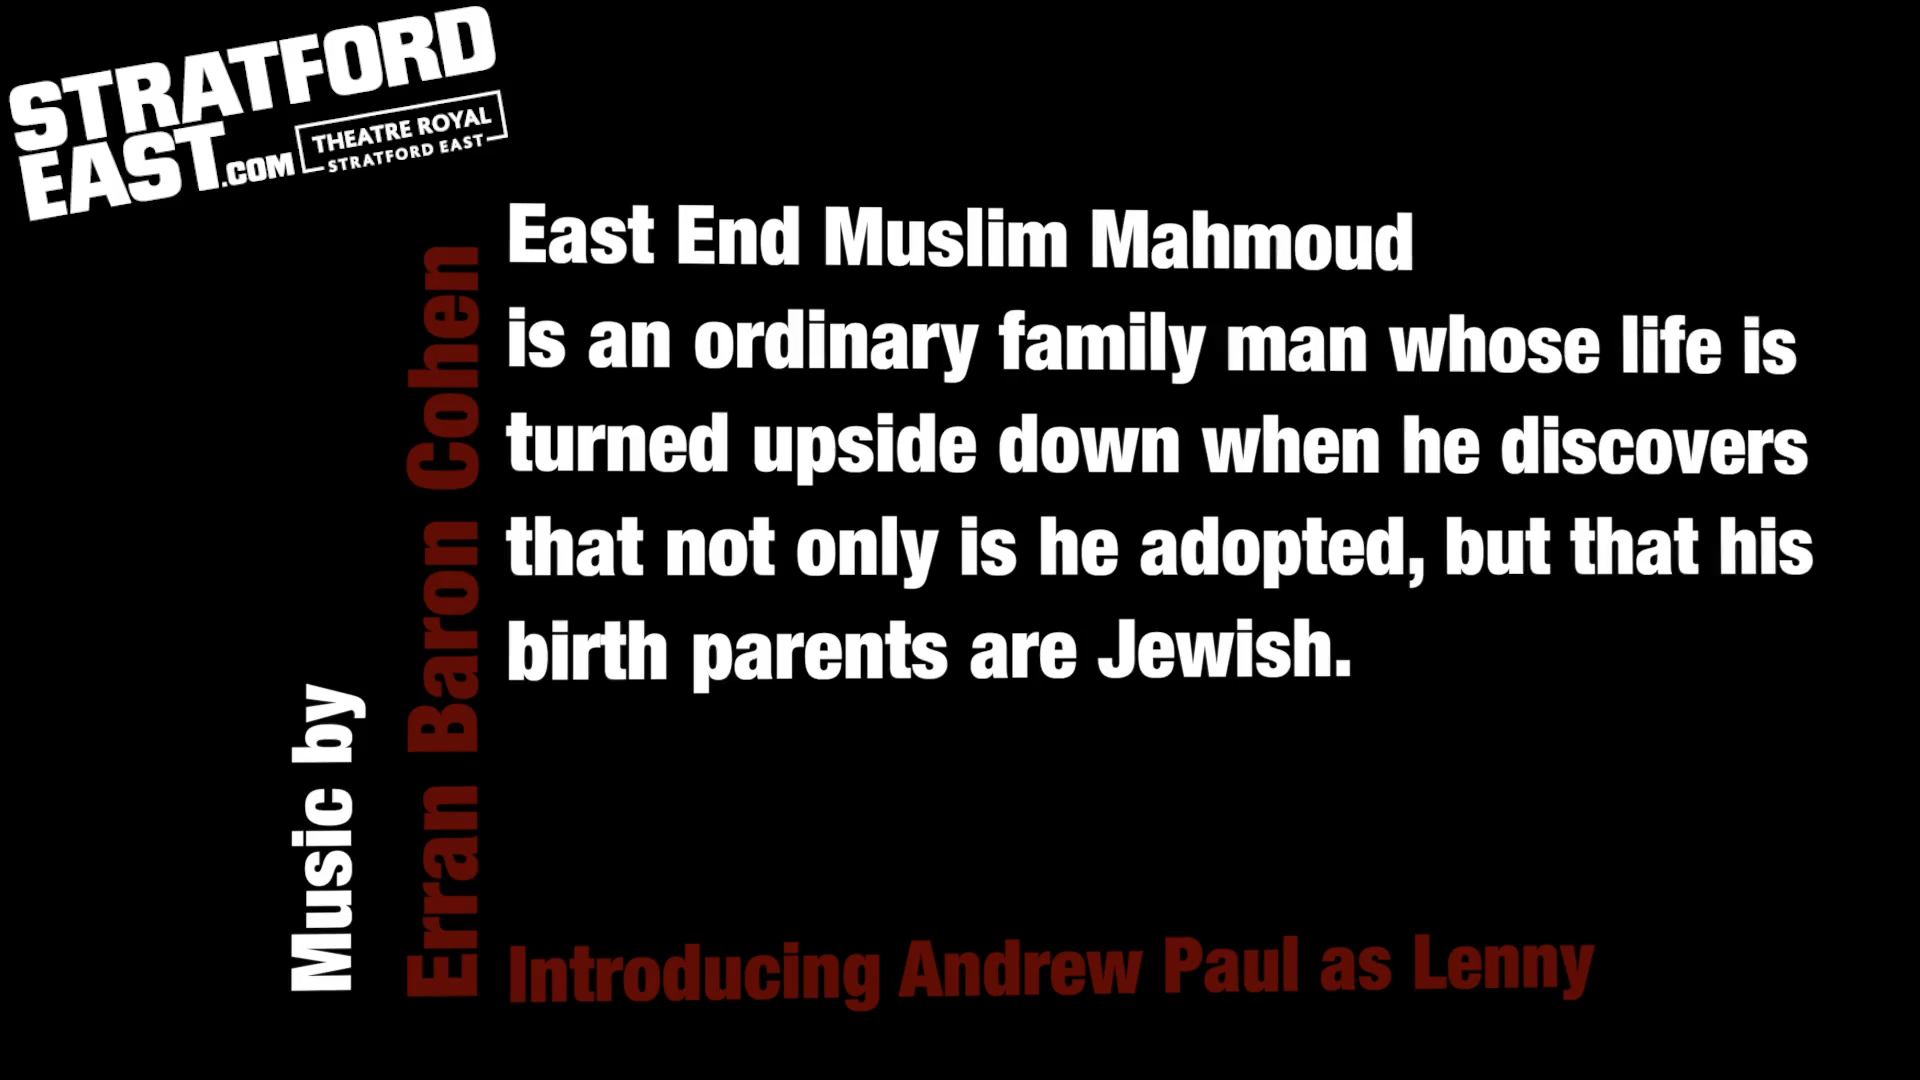 STRATFORD
EAST.COM
THEATRE ROYAL
STRATFORD EAST
East End Muslim Mahmoud
is an ordinary family man whose life is
turned upside down when he discovers
that not only is he adopted, but that his
birth parents are Jewish.
Music by
Erran Baron Cohen
Introducing Andrew Paul as Lenny